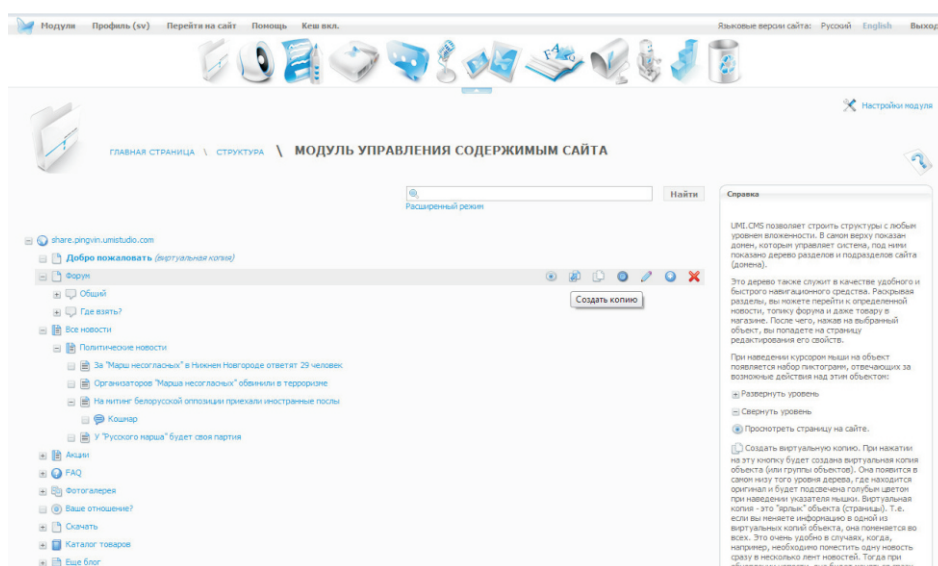 Модули Профиль (sv) Перейти на сайт Помощь Кеш вкл. Языковые версии сайта: Русский English Выход
FAQ
Настройки модуля
ГЛАВНАЯ СТРАНИЦА \ СТРУКТУРА \ МОДУЛЬ УПРАВЛЕНИЯ СОДЕРЖИМЫМ САЙТА
Найти
Расширенный режим
share.pingvin.umistudio.com
Добро пожаловать (виртуальная копия)
Форум
Создать копию
Общий
Где взять?
Все новости
Политические новости
За "Марш несогласных" в Нижнем Новгороде ответят 29 человек
Организаторов "Марша несогласных" обвинили в терроризме
На митинг белорусской оппозиции приехали иностранные послы
Кошмар
У "Русского марша" будет своя партия
Акции
FAQ
Фотогалерея
Ваше отношение?
Скачать
Каталог товаров
Еще блог
Справка
UMI.CMS позволяет строить структуры с любым
уровнем вложенности. В самом верху показан
домен, которым управляет система, под ними
показано дерево разделов и подразделов сайта
(домена).
Это дерево также служит в качестве удобного и
быстрого навигационного средства. Раскрывая
разделы, вы можете перейти к определенной
новости, топику форума и даже товару в
магазине. После чего, нажав на выбранный
объект, вы попадете на страницу
редактирования его свойств.
При наведении курсором мыши на объект
появляется набор пиктограмм, отвечающих за
возможные действия над этим объектом:
Развернуть уровень
Свернуть уровень
Просмотреть страницу на сайте.
Создать виртуальную копию. При нажатии
на эту кнопку будет создана виртуальная копия
объекта (или группы объектов). Она появится в
самом низу того уровня дерева, где находится
оригинал и будет подсвечена голубым цветом
при наведении указателя мышки. Виртуальная
копия - это "ярлык" объекта (страницы). Т.е.
если вы меняете информацию в одной из
виртуальных копий объекта, она поменяется во
всех. Это очень удобно в случаях, когда,
например, необходимо поместить одну новость
сразу в несколько лент новостей. Тогда при